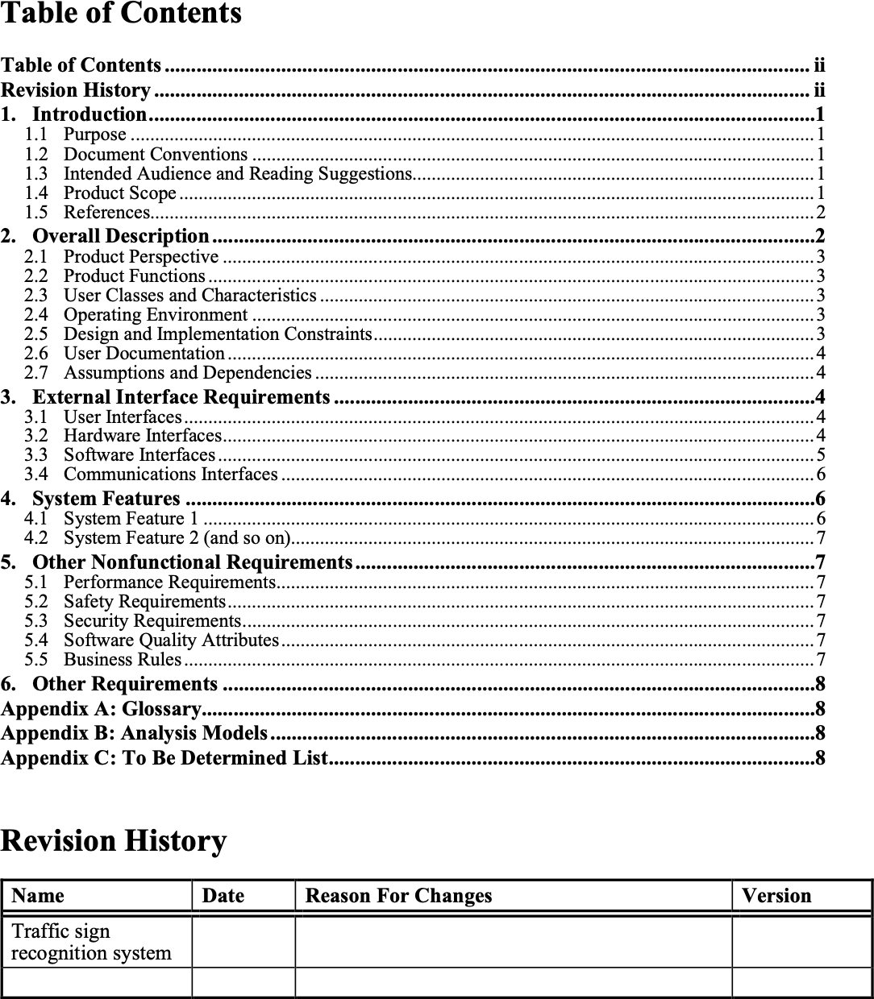 Table of Contents
Table of Contents ................................................................................................................ ii
Revision History ................................................................................................................ ii
1. Introduction ................................................................................................................ 1
1.1 Purpose ................................................................................................................ 1
1.2 Document Conventions ................................................................................................................ 1
1.3 Intended Audience and Reading Suggestions ................................................................................ 1
1.4 Product Scope ................................................................................................................ 1
1.5 References ................................................................................................................ 2
2. Overall Description ................................................................................................................ 2
2.1 Product Perspective ................................................................................................................ 3
2.2 Product Functions ................................................................................................................ 3
2.3 User Classes and Characteristics ................................................................................................ 3
2.4 Operating Environment ................................................................................................................ 3
2.5 Design and Implementation Constraints ................................................................................ 3
2.6 User Documentation ................................................................................................................ 4
2.7 Assumptions and Dependencies ................................................................................................ 4
3. External Interface Requirements ................................................................................................ 4
3.1 User Interfaces ................................................................................................................ 4
3.2 Hardware Interfaces ................................................................................................................ 4
3.3 Software Interfaces ................................................................................................................ 5
3.4 Communications Interfaces ................................................................................................ 6
4. System Features ................................................................................................................ 6
4.1 System Feature 1 ................................................................................................................ 6
4.2 System Feature 2 (and so on) ................................................................................................ 7
5. Other Nonfunctional Requirements ................................................................................ 7
5.1 Performance Requirements ................................................................................................ 7
5.2 Safety Requirements ................................................................................................................ 7
5.3 Security Requirements ................................................................................................................ 7
5.4 Software Quality Attributes ................................................................................................ 7
5.5 Business Rules ................................................................................................................ 7
6. Other Requirements ................................................................................................................ 8
Appendix A: Glossary ................................................................................................................ 8
Appendix B: Analysis Models ................................................................................................ 8
Appendix C: To Be Determined List ................................................................................ 8
Revision History
Name Date Reason For Changes Version
Traffic sign
recognition system